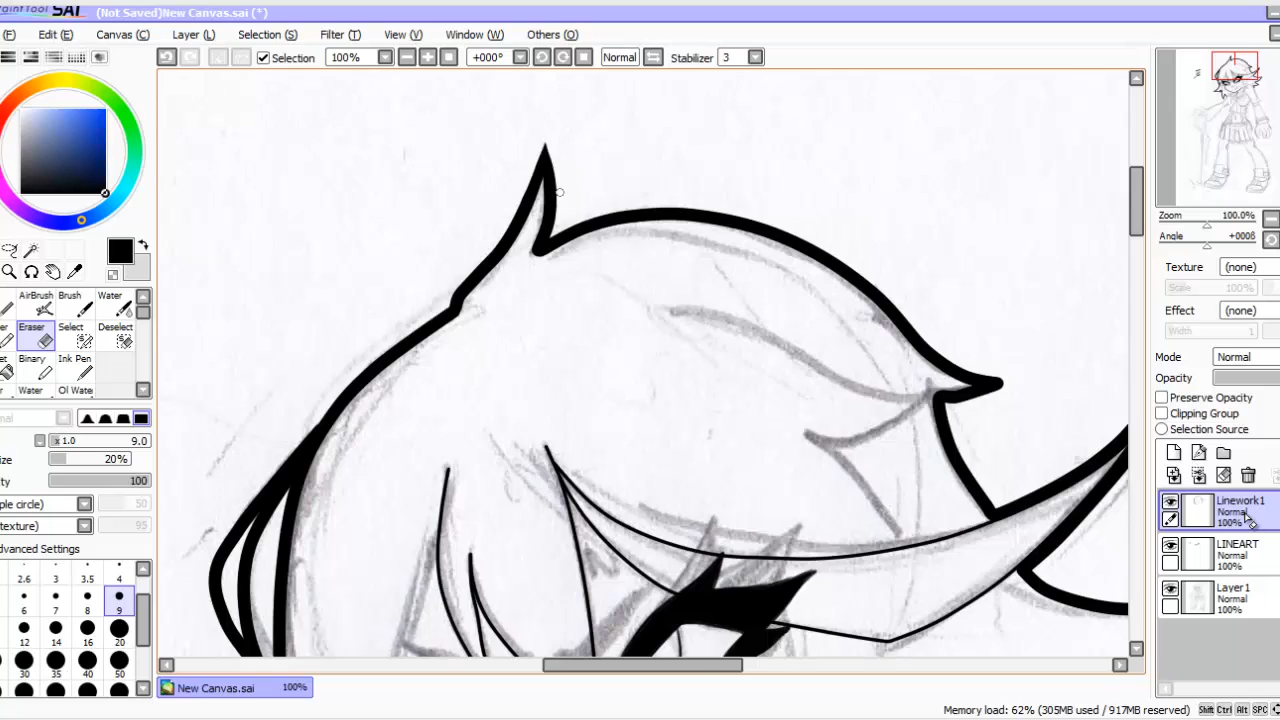 PaintTool SAI (Not Saved)New Canvas.sai (*)
(F) Edit (E) Canvas (C) Layer (L) Selection (S) Filter (T) View (V) Window (W) Others (O)
Selection 100% +000° Normal Stabilizer 3
Zoom 100.0%
Angle +000ß
Texture (none)
Scale 100%
Effect (none)
Width 1
Mode Normal
Opacity
Preserve Opacity
Clipping Group
Selection Source
Linework1
Normal
100%
LINEART
Normal
100%
Layer1
Normal
100%
AirBrush Brush Water
Eraser Select Deselect
Binary Ink Pen
Water Oil Wate
x 1.0 9.0
20%
100
50
95
2.6 3 3.5 4
6 7 8 9
12 14 16 20
30 35 40 50
New Canvas.sai 100%
Memory load: 62% (305MB used / 917MB reserved) Shift Ctrl Alt SPC